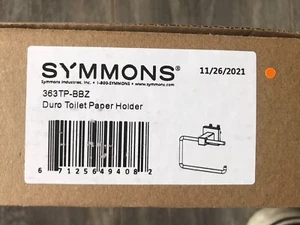 SYMMONS®
11/26/2021
Symmons Industries, Inc. • 1-800-SYMMONS • symmons.com
363TP-BBZ
Duro Toilet Paper Holder
6 71256 49408 2